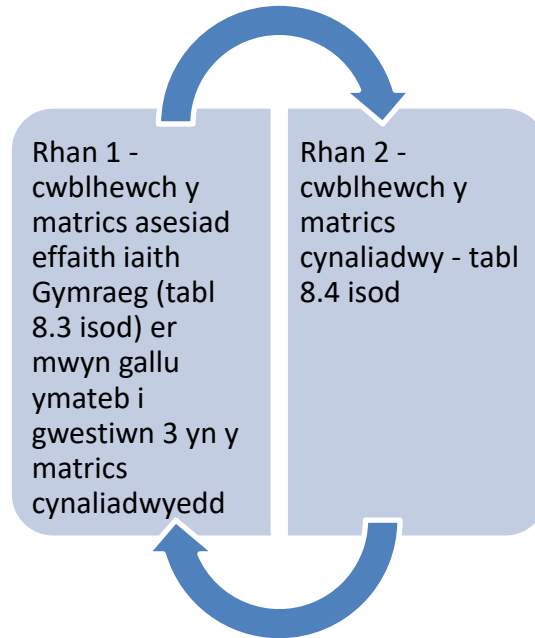 Rhan 1 -
cwblhewch y
matrics asesiad
effaith iaith
Gymraeg (tabl
8.3 isod) er
mwyn gallu
ymateb i
gwestiwn 3 yn y
matrics
cynaliadwyedd
Rhan 2 -
cwblhewch y
matrics
cynaliadwy - tabl
8.4 isod